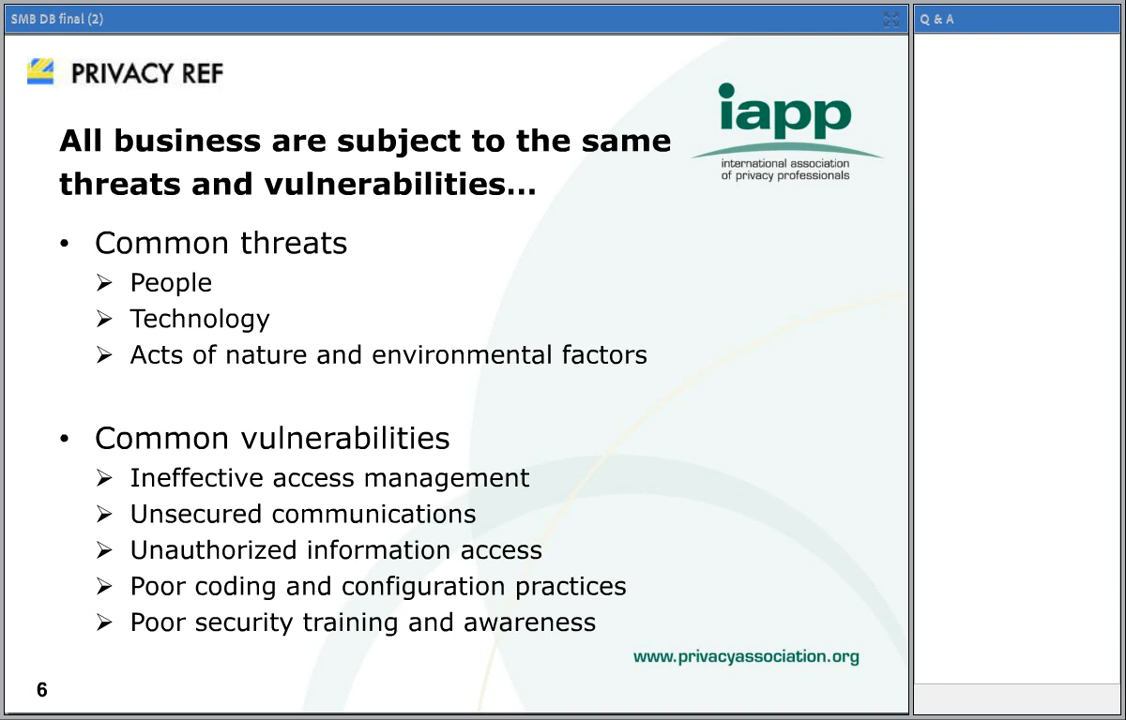 SMB DB final (2)
Q & A
PRIVACY REF
iapp
international association
of privacy professionals
All business are subject to the same
threats and vulnerabilities...
• Common threats
➢ People
➢ Technology
➢ Acts of nature and environmental factors
• Common vulnerabilities
➢ Ineffective access management
➢ Unsecured communications
➢ Unauthorized information access
➢ Poor coding and configuration practices
➢ Poor security training and awareness
www.privacyassociation.org
6